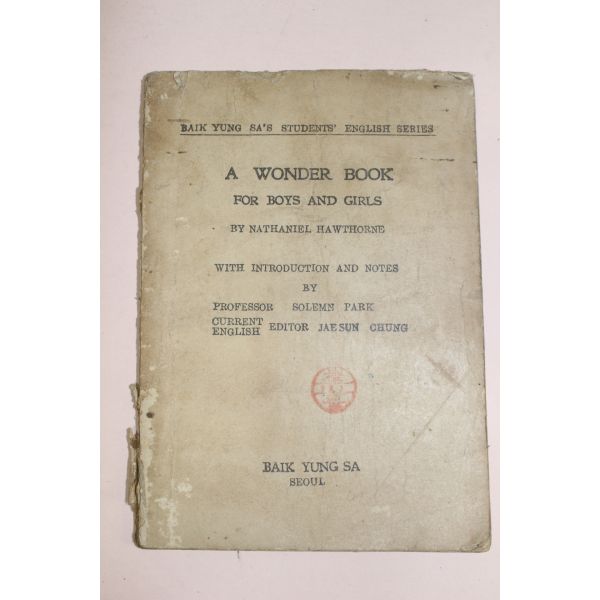 BAIK YUNG SA'S STUDENTS' ENGLISH SERIES
A WONDER BOOK
FOR BOYS AND GIRLS
BY NATHANIEL HAWTHORNE
WITH INTRODUCTION AND NOTES
BY
PROFESSOR SOLEMN PARK
CURRENT ENGLISH EDITOR JAE SUN CHUNG
BAIK YUNG SA
SEOUL